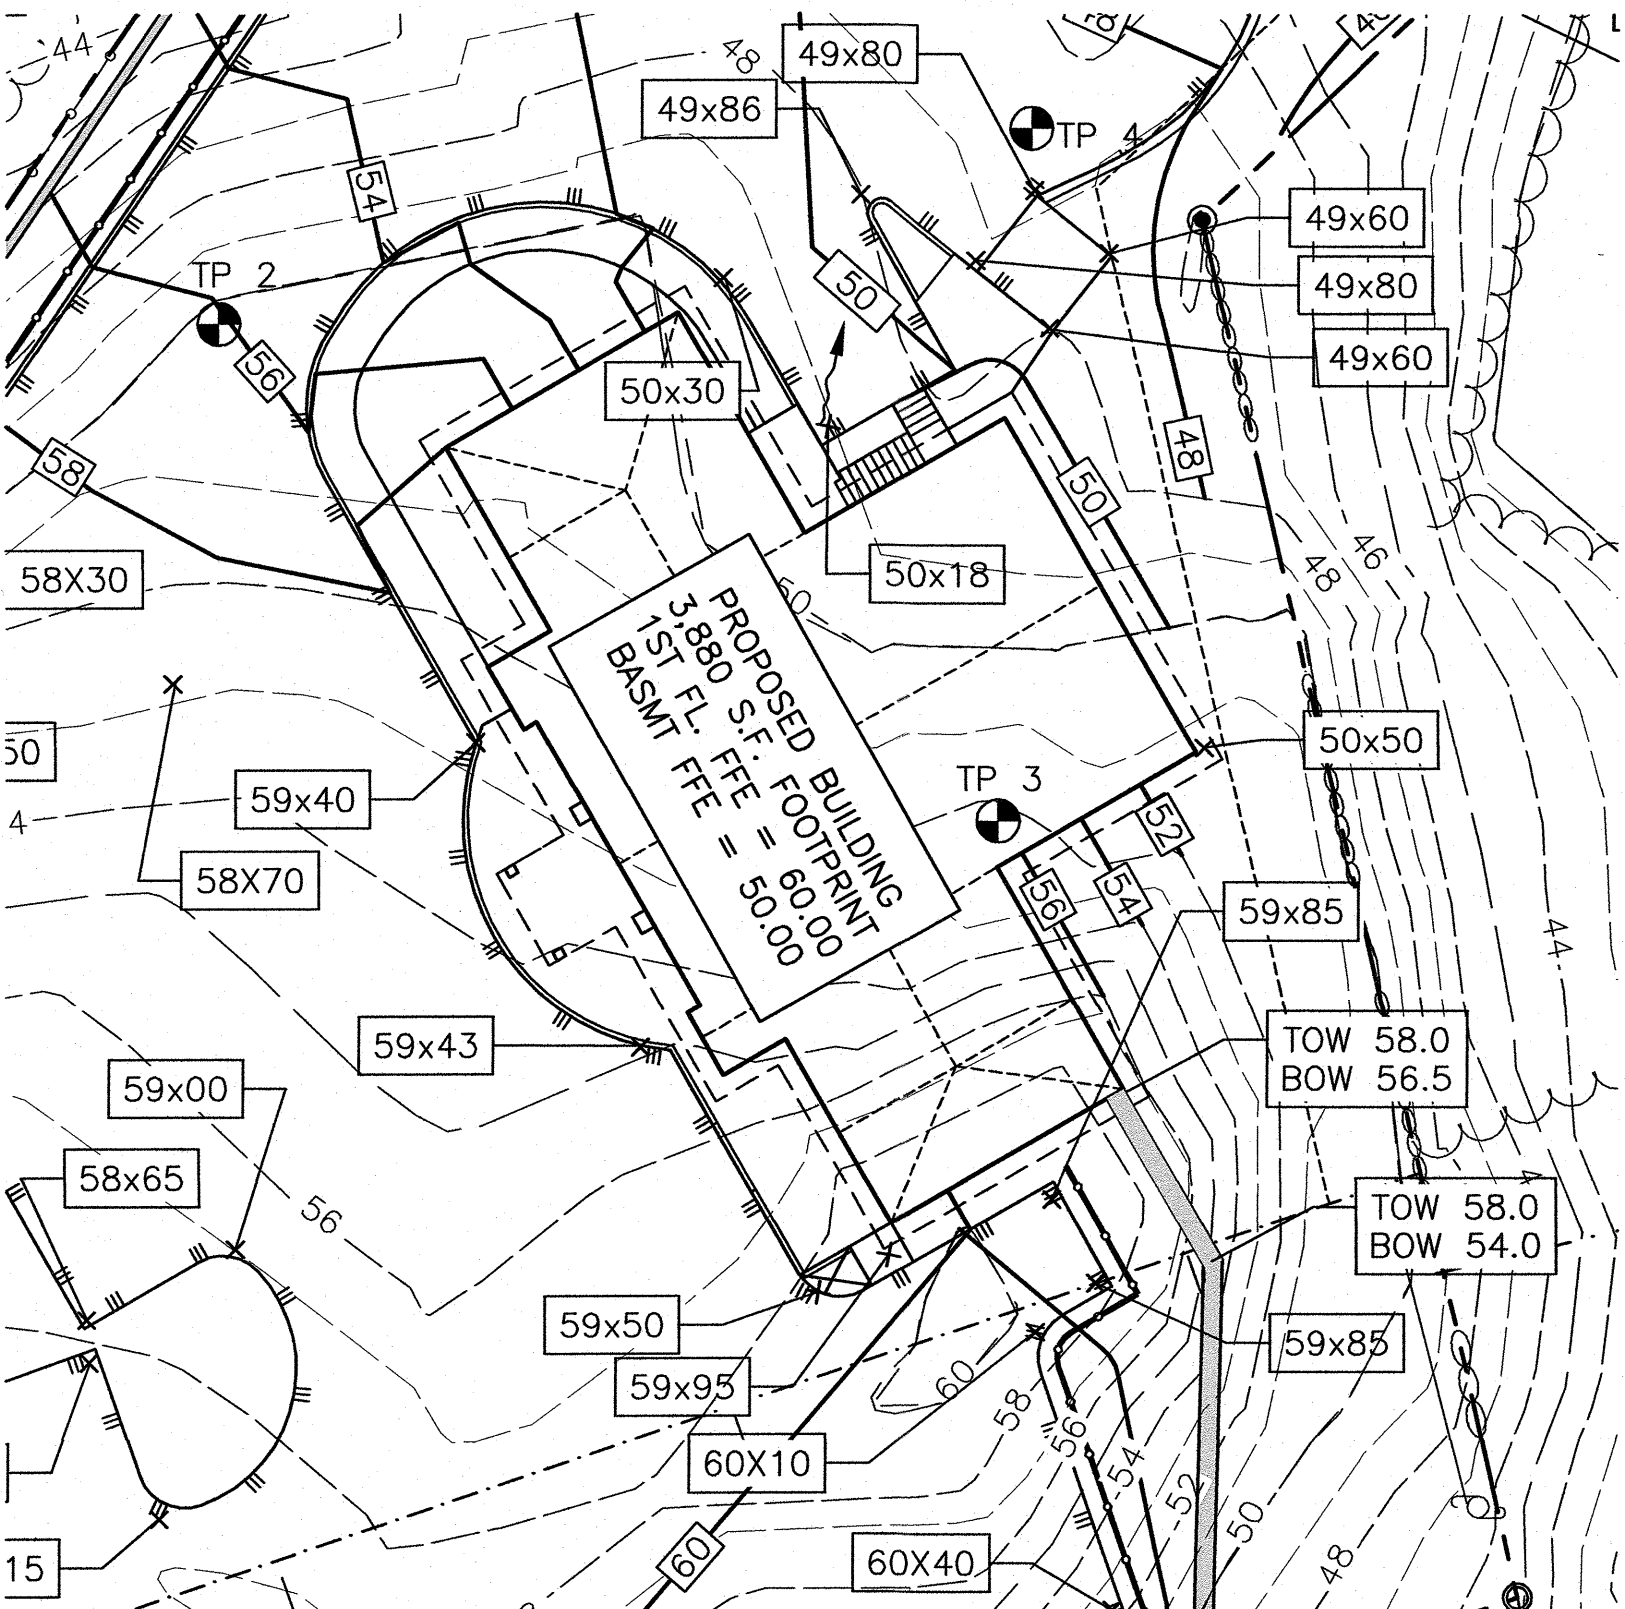 44
48
49x80
49x86
TP 4
54
49x60
TP 2
49x80
50
49x60
56
50x30
58
48
50
46
48
58X30
50x18
50
PROPOSED BUILDING
3,880 S.F. FOOTPRINT
1ST FL. FFE = 60.00
BASMT FFE = 50.00
50x50
TP 3
59x40
4
52
58X70
56
54
59x85
44
59x43
TOW 58.0
BOW 56.5
59x00
58x65
56
TOW 58.0
BOW 54.0
59x50
59x85
59x95
60
58
56
60X10
54
52
50
60
60X40
48
15